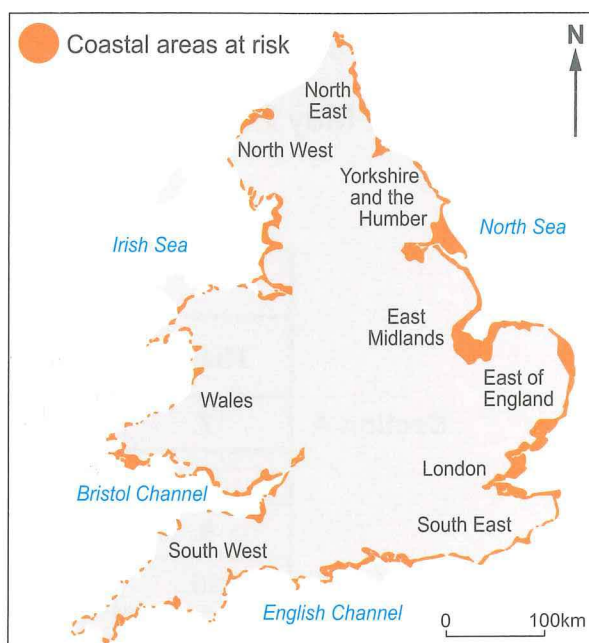 Coastal areas at risk
N
North
East
North West
Yorkshire
and the
Humber
North Sea
Irish Sea
East
Midlands
East of
England
Wales
London
Bristol Channel
South East
South West
English Channel
0 100km